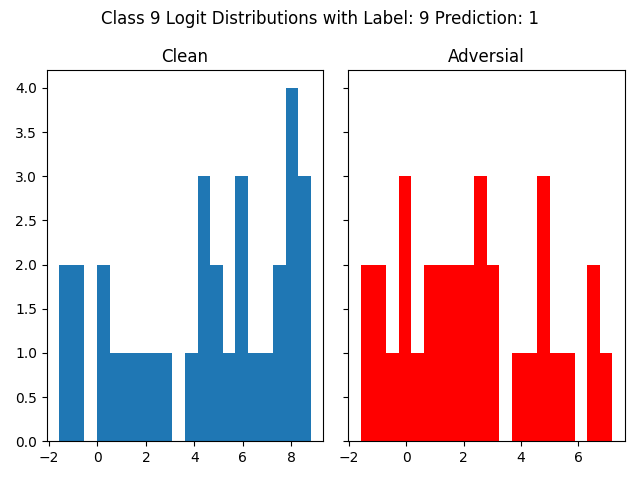 Class 9 Logit Distributions with Label: 9 Prediction: 1
Clean
Adversial
4.0
3.5
3.0
2.5
2.0
1.5
1.0
0.5
0.0
−2 0 2 4 6 8
−2 0 2 4 6